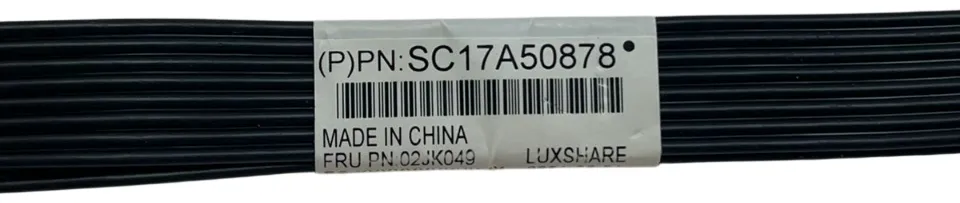 (P)PN:SC17A50878•
MADE IN CHINA
FRU PN:02JK049 LUXSHARE